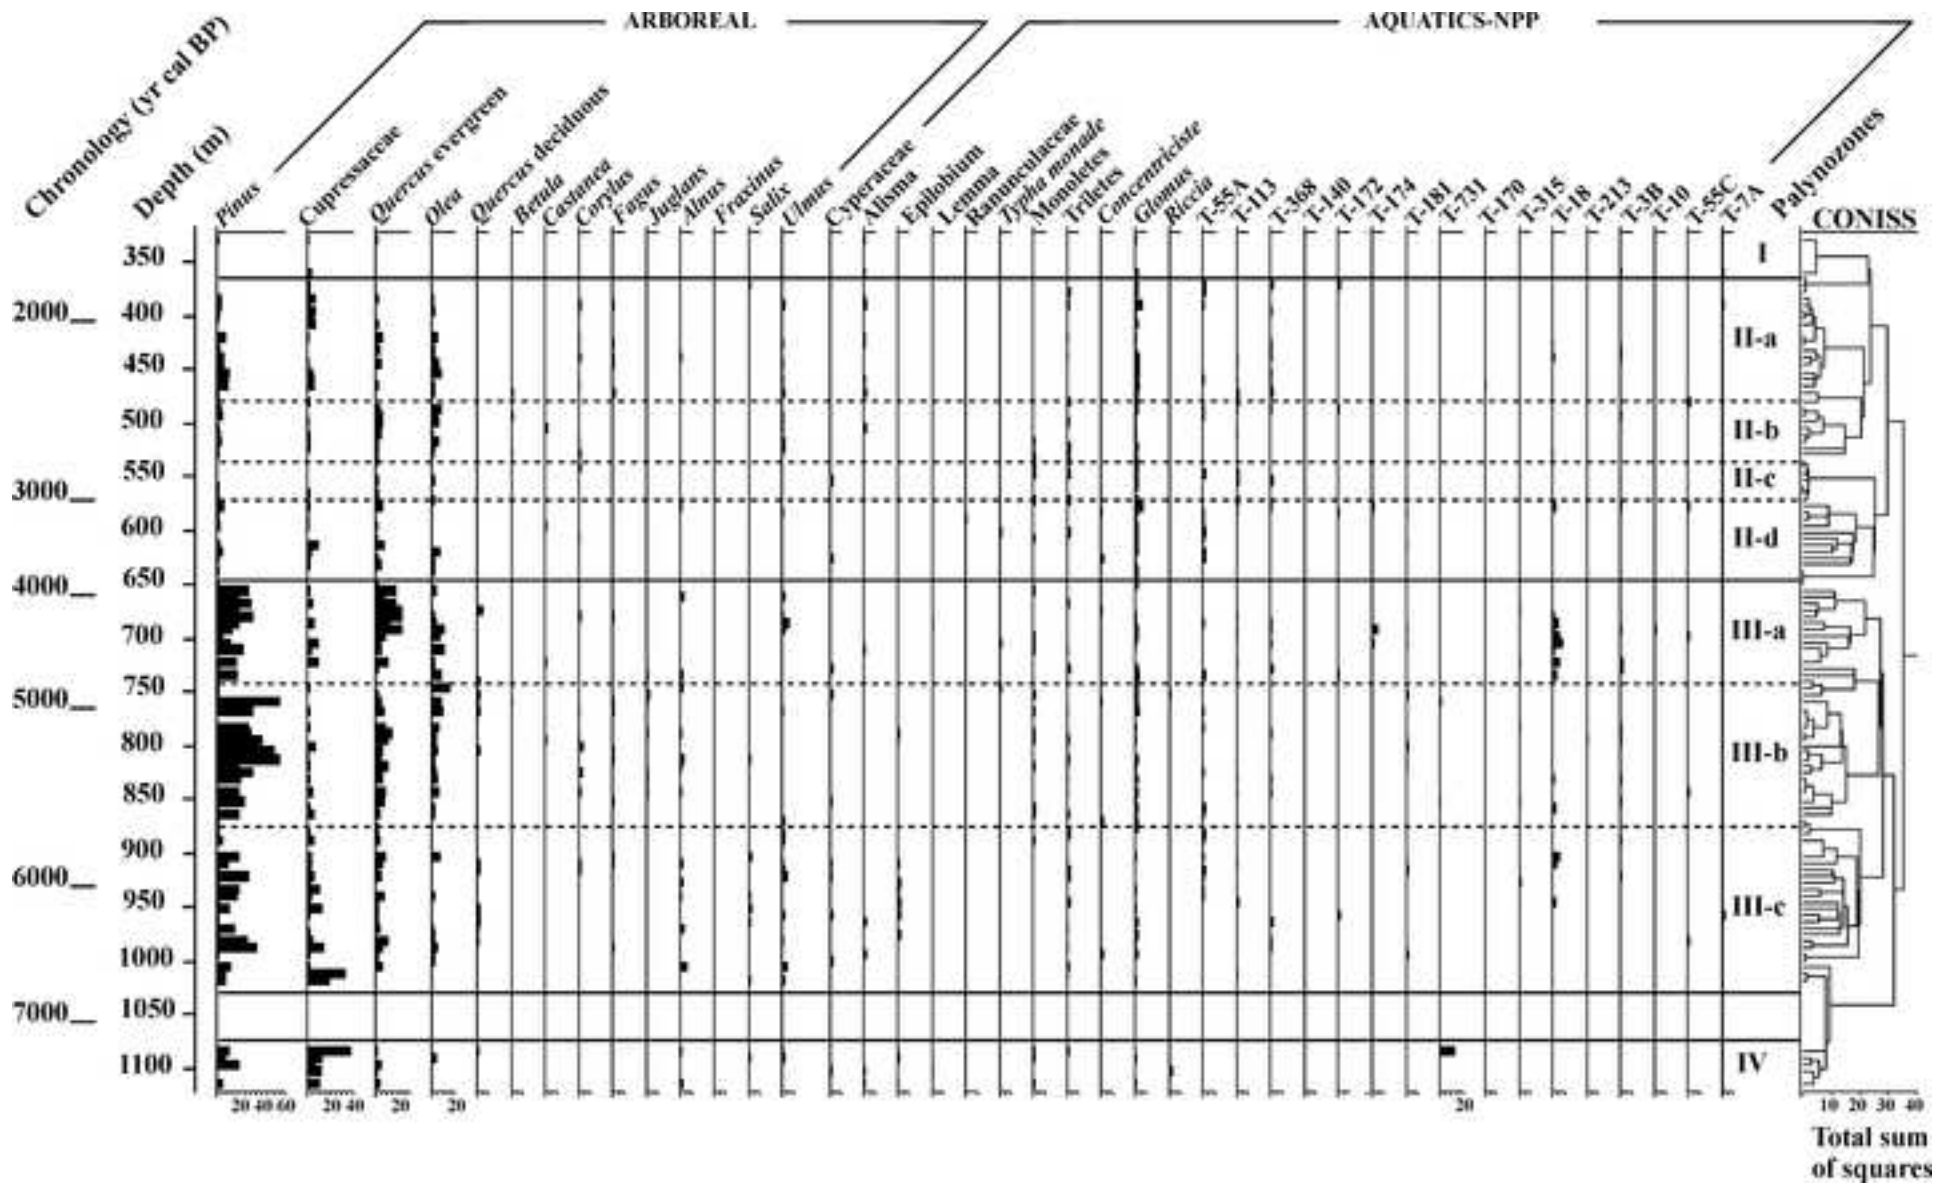 ARBOREAL
AQUATICS-NPP
Chronology (yr cal BP)
Depth (m)
Pinus
Cupressaceae
Quercus evergreen
Olea
Quercus deciduous
Betula
Castanea
Corylus
Fagus
Juglans
Alnus
Fraxinus
Salix
Ulmus
Cyperaceae
Alisma
Epilobium
Lemma
Ranunculaceae
Typha monade
Monoletes
Triletes
Concentriciste
Glomus
Riccia
T-55A
T-113
T-368
T-140
T-172
T-174
T-181
T-731
T-170
T-315
T-18
T-213
T-3B
T-10
T-55C
T-7A
Palynozones
CONISS
350
I
2000
400
II-a
450
500
II-b
550
II-c
3000
600
II-d
650
4000
700
III-a
750
5000
800
III-b
850
900
6000
950
III-c
1000
1050
7000
1100
IV
20 40 60
20 40
20
20
20
10 20 30 40
Total sum
of squares